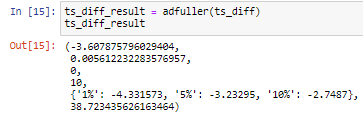 In [15]: ts_diff_result = adfuller(ts_diff)
ts_diff_result
Out[15]: (-3.607875796029404,
0.005612232283576957,
0,
10,
{'1%': -4.331573, '5%': -3.23295, '10%': -2.7487},
38.723435626163464)